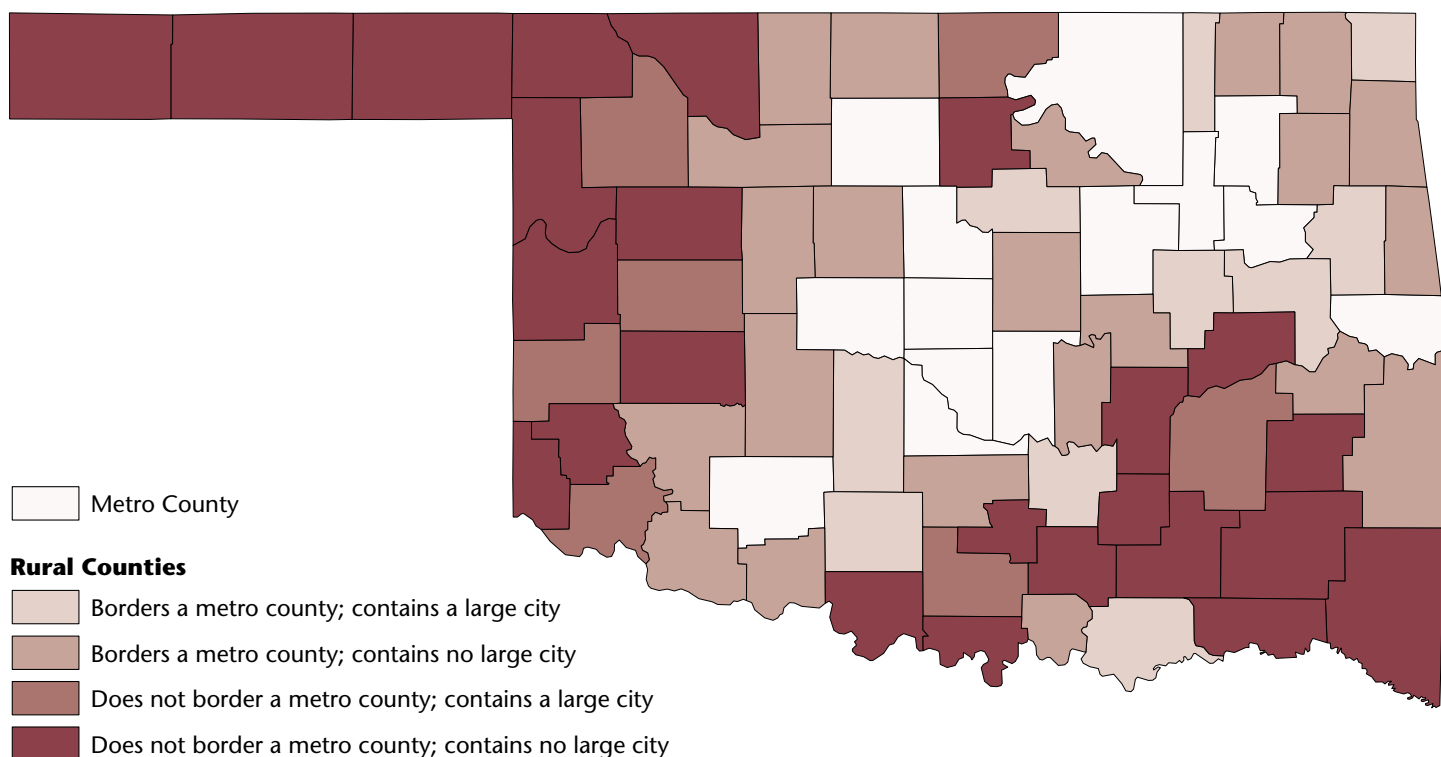 Metro County
Rural Counties
Borders a metro county; contains a large city
Borders a metro county; contains no large city
Does not border a metro county; contains a large city
Does not border a metro county; contains no large city